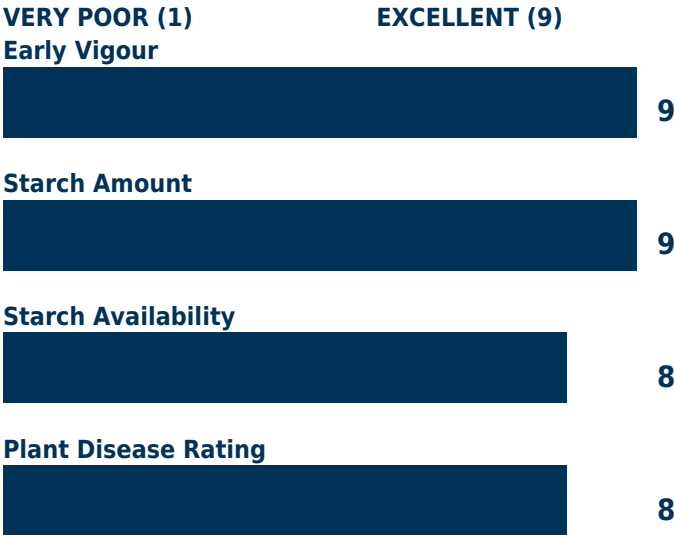 VERY POOR (1) EXCELLENT (9)
Early Vigour
9
Starch Amount
9
Starch Availability
8
Plant Disease Rating
8